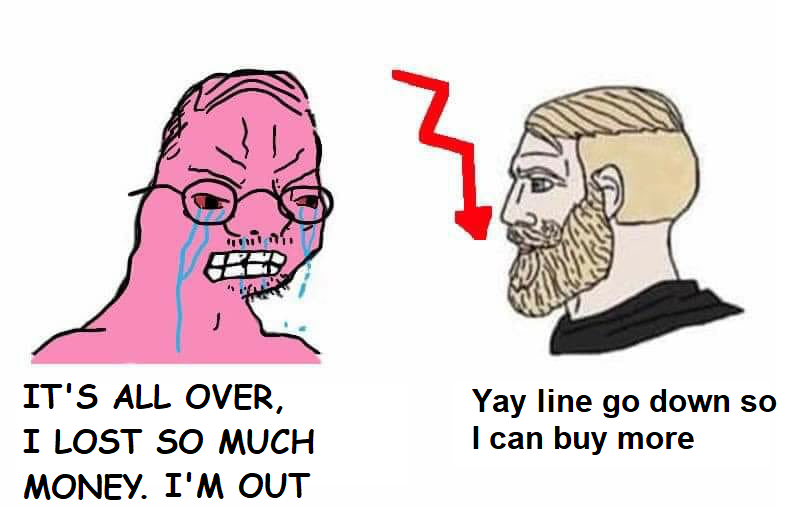 IT'S ALL OVER,
I LOST SO MUCH
MONEY. I'M OUT
Yay line go down so
I can buy more